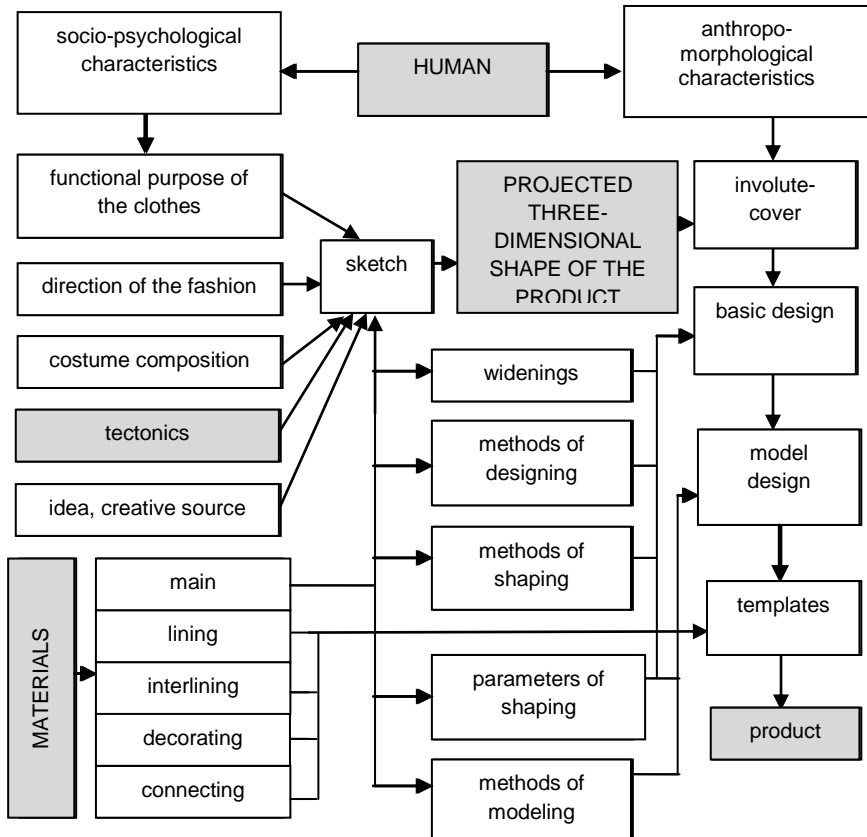 socio-psychological
characteristics
HUMAN
anthropo-
morphological
characteristics
functional purpose of
the clothes
direction of the fashion
costume composition
tectonics
idea, creative source
sketch
PROJECTED
THREE-
DIMENSIONAL
SHAPE OF THE
PRODUCT
involute-
cover
basic design
model
design
templates
product
widenings
methods of
designing
methods of
shaping
parameters of
shaping
methods of
modeling
MATERIALS
main
lining
interlining
decorating
connecting